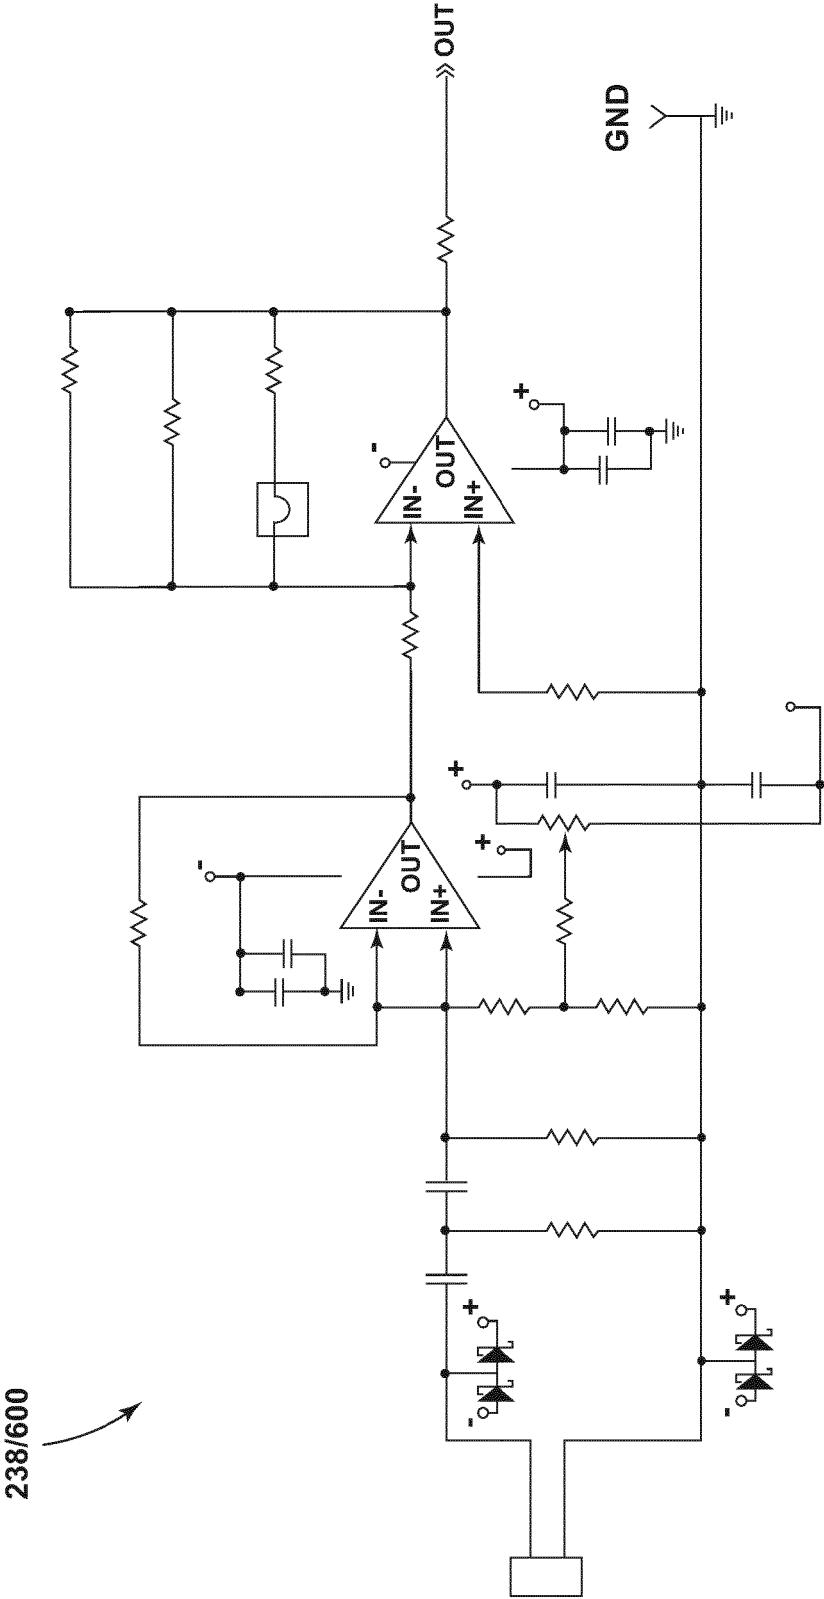 OUT
GND
+
-
OUT
IN-
IN+
+
-
+
OUT
IN-
IN+
+
+
-
-
238/600